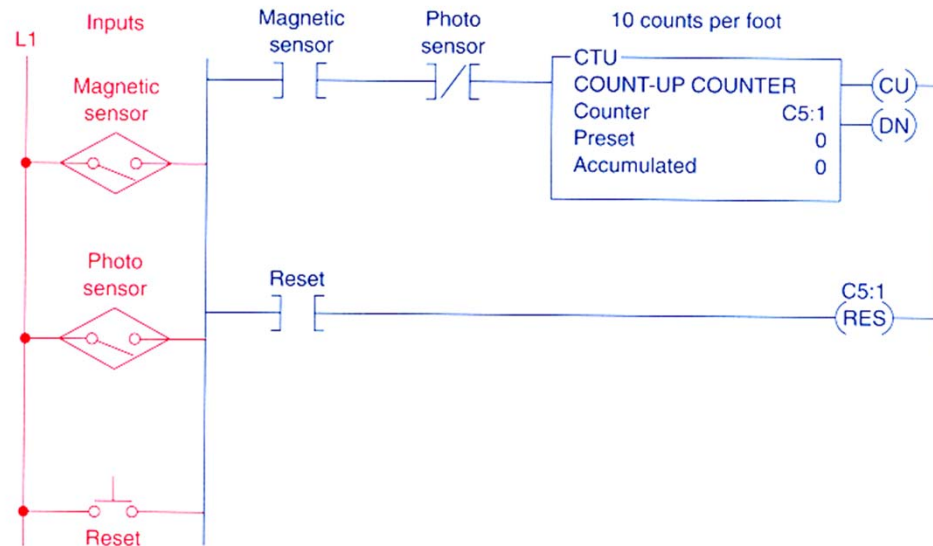 Inputs
L1
Magnetic
sensor
Photo
sensor
Reset
Magnetic
sensor
Photo
sensor
10 counts per foot
CTU
COUNT-UP COUNTER
Counter C5:1
Preset 0
Accumulated 0
CU
DN
Reset
C5:1
RES